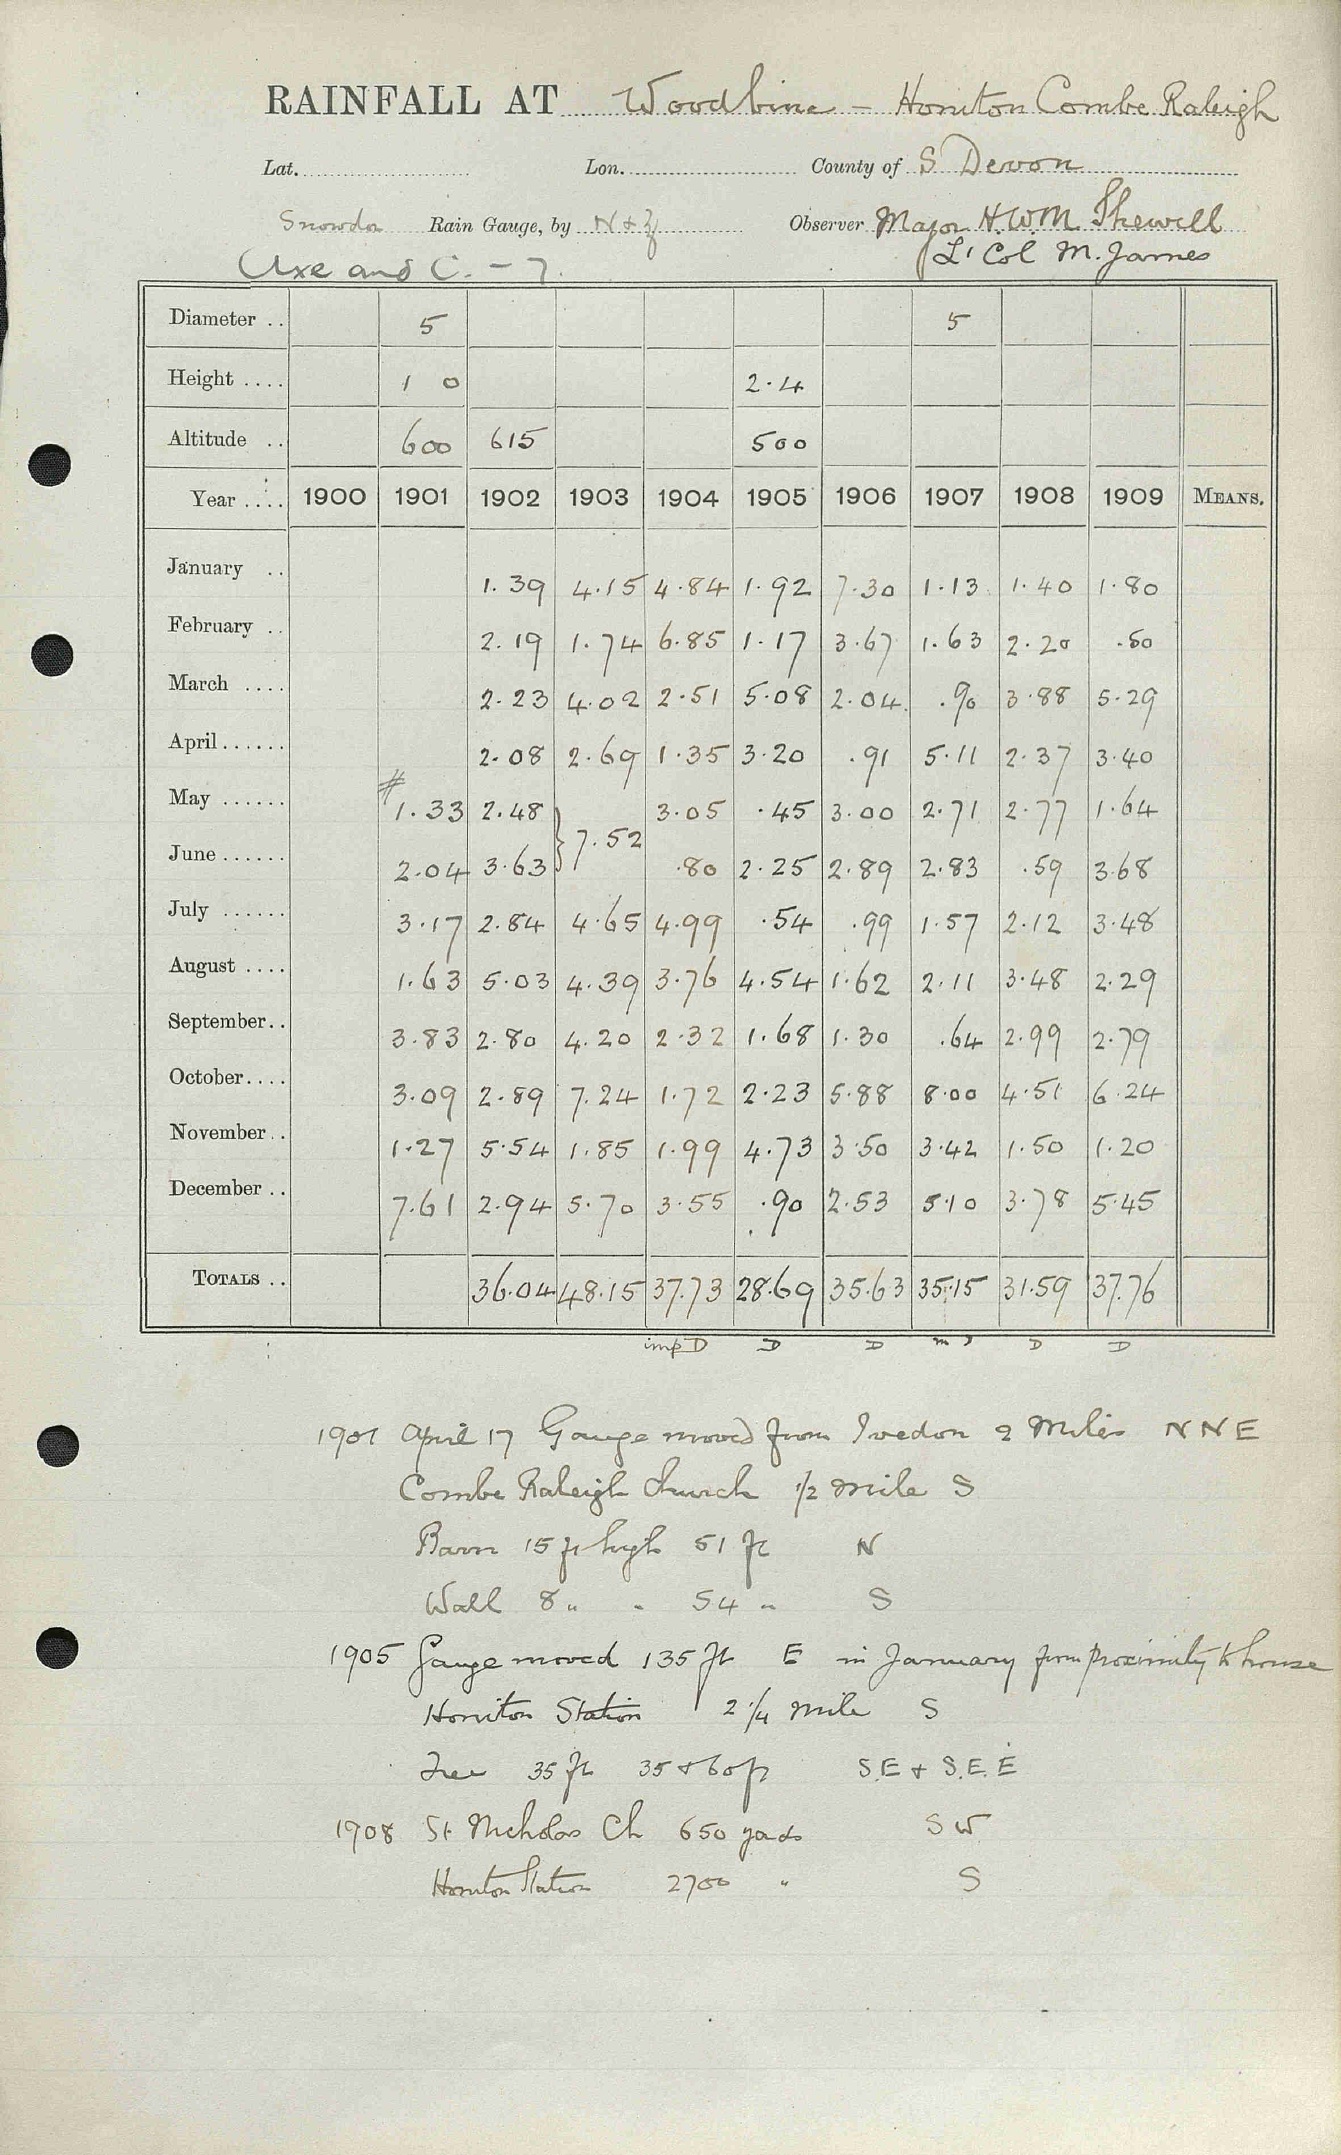 RAINFALL AT Woodbine - Honiton Combe Raleigh
Lat. Lon. County of S Devon
Snowdon Rain Gauge, by N & Z Observer Major H.W.M Shewell
Axe and C. - 7. Lt Col M. James
Diameter .. 5 5
Height .... 1 0 2.4
Altitude .. 600 615 500
Year .... 1900 1901 1902 1903 1904 1905 1906 1907 1908 1909 MEANS.
January .. 1.39 4.15 4.84 1.92 7.30 1.13 1.40 1.80
February .. 2.19 1.74 6.85 1.17 3.67 1.63 2.20 .50
March .... 2.23 4.02 2.51 5.08 2.04 .90 3.88 5.29
April...... 2.08 2.69 1.35 3.20 .91 5.11 2.37 3.40
May ...... # 1.33 2.48 } 7.52 3.05 .45 3.00 2.71 2.77 1.64
June ...... 2.04 3.63 .80 2.25 2.89 2.83 .59 3.68
July ...... 3.17 2.84 4.65 4.99 .54 .99 1.57 2.12 3.48
August .... 1.63 5.03 4.39 3.76 4.54 1.62 2.11 3.48 2.29
September.. 3.83 2.80 4.20 2.32 1.68 1.30 .64 2.99 2.79
October.... 3.09 2.89 7.24 1.72 2.23 5.88 8.00 4.51 6.24
November.. 1.27 5.54 1.85 1.99 4.73 3.50 3.42 1.50 1.20
December .. 7.61 2.94 5.70 3.55 .90 2.53 5.10 3.78 5.45
TOTALS .. 36.04 48.15 37.73 28.69 35.63 35.15 31.59 37.76
imp D D D D D
1901 April 17 Gauge moved from Ivedon 2 Miles N N E
Combe Raleigh Church 1/2 Mile S
Barn 15 ft high 51 ft N
Wall 8 " " 54 " S
1905 Gauge moved 135 ft E in January from proximity to house
Honiton Station 2 1/4 Mile S
Tree 35 ft 35 & 60 ft S.E & S.E.E
1908 St Nicholas Ch 650 yards S W
Honiton Station 2700 " S